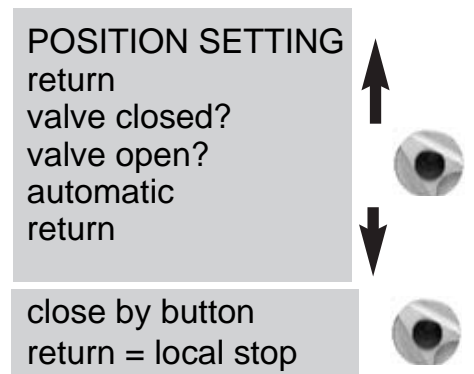 POSITION SETTING
return
valve closed?
valve open?
automatic
return
close by button
return = local stop